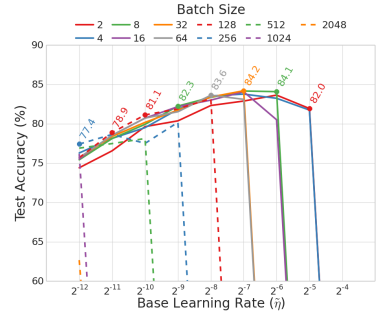 Batch Size
2 8 32 128 512 2048
4 16 64 256 1024
90
85
80
75
70
65
60
Test Accuracy (%)
77.4
78.9
81.1
82.3
83.6
84.2
84.1
82.0
2⁻¹² 2⁻¹¹ 2⁻¹⁰ 2⁻⁹ 2⁻⁸ 2⁻⁷ 2⁻⁶ 2⁻⁵ 2⁻⁴
Base Learning Rate (η̃)